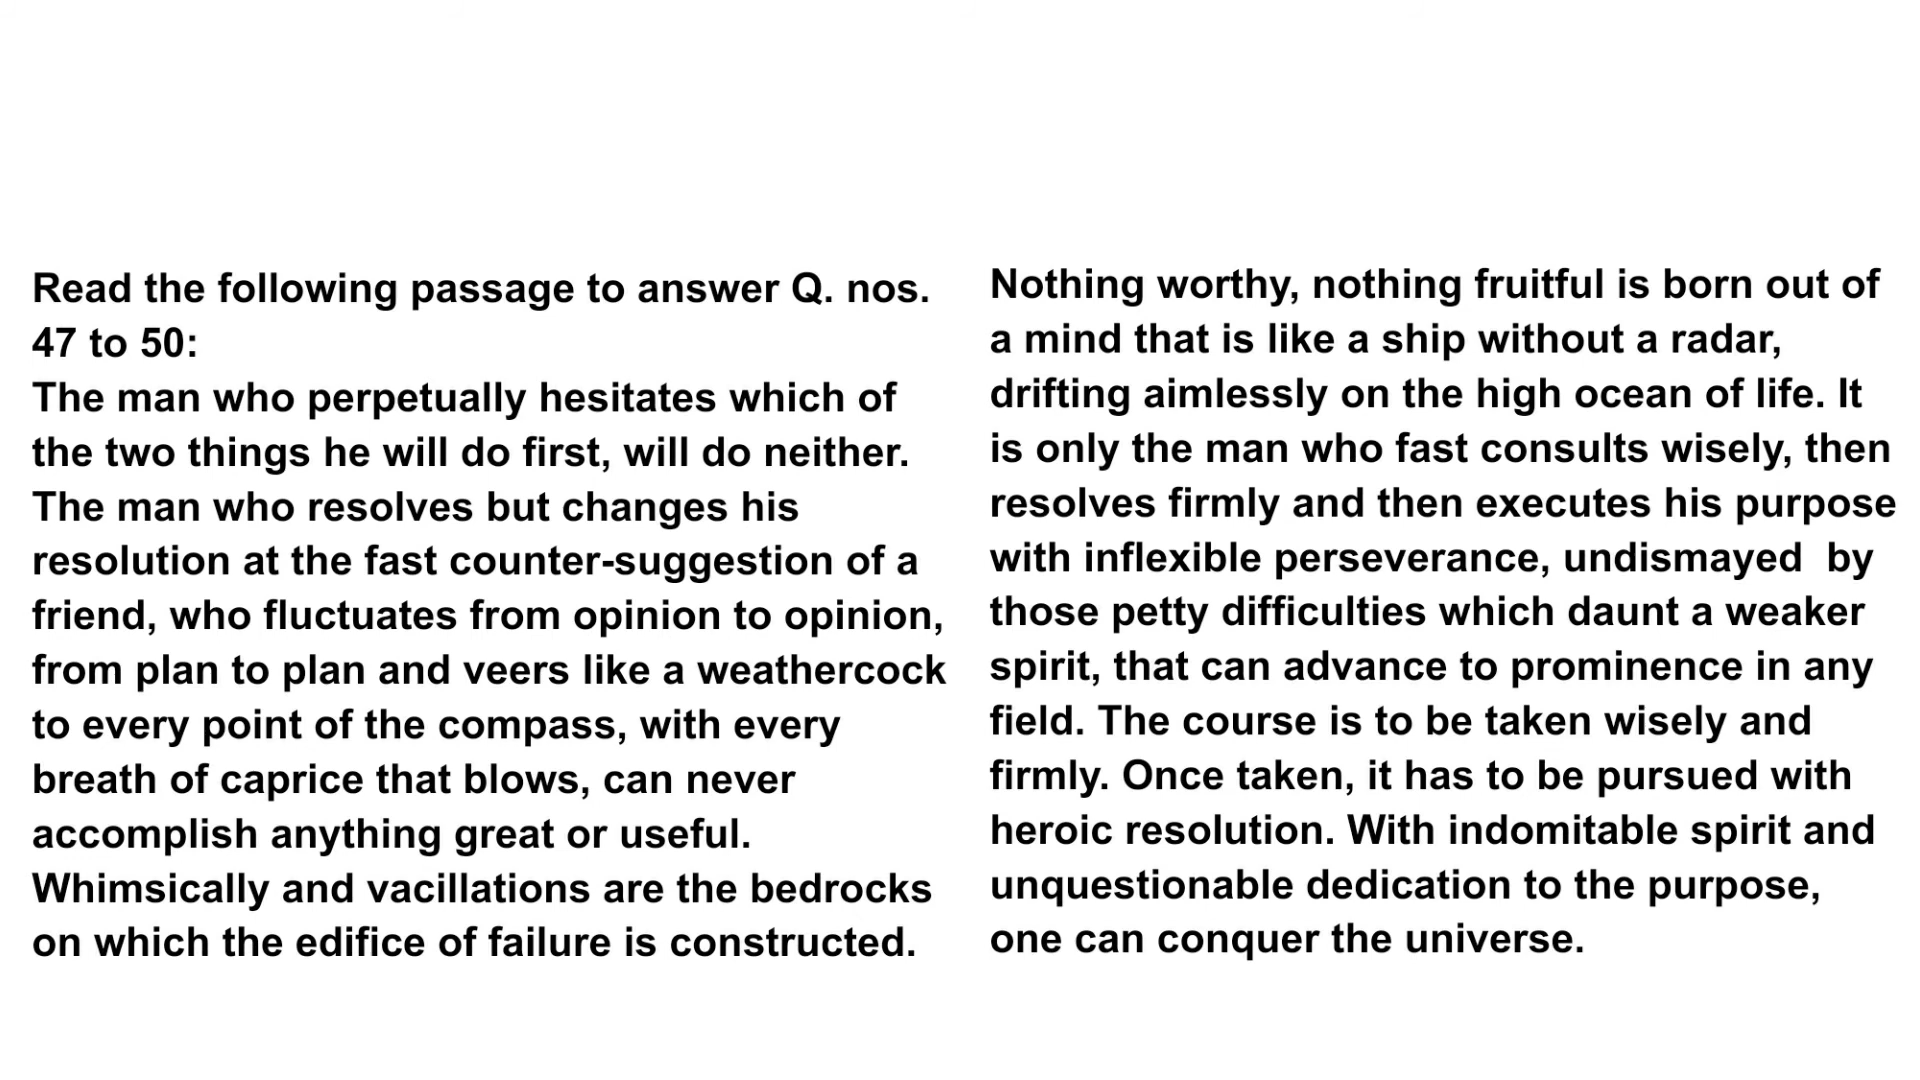 Read the following passage to answer Q. nos.
47 to 50:
The man who perpetually hesitates which of
the two things he will do first, will do neither.
The man who resolves but changes his
resolution at the fast counter-suggestion of a
friend, who fluctuates from opinion to opinion,
from plan to plan and veers like a weathercock
to every point of the compass, with every
breath of caprice that blows, can never
accomplish anything great or useful.
Whimsically and vacillations are the bedrocks
on which the edifice of failure is constructed.
Nothing worthy, nothing fruitful is born out of
a mind that is like a ship without a radar,
drifting aimlessly on the high ocean of life. It
is only the man who fast consults wisely, then
resolves firmly and then executes his purpose
with inflexible perseverance, undismayed  by
those petty difficulties which daunt a weaker
spirit, that can advance to prominence in any
field. The course is to be taken wisely and
firmly. Once taken, it has to be pursued with
heroic resolution. With indomitable spirit and
unquestionable dedication to the purpose,
one can conquer the universe.